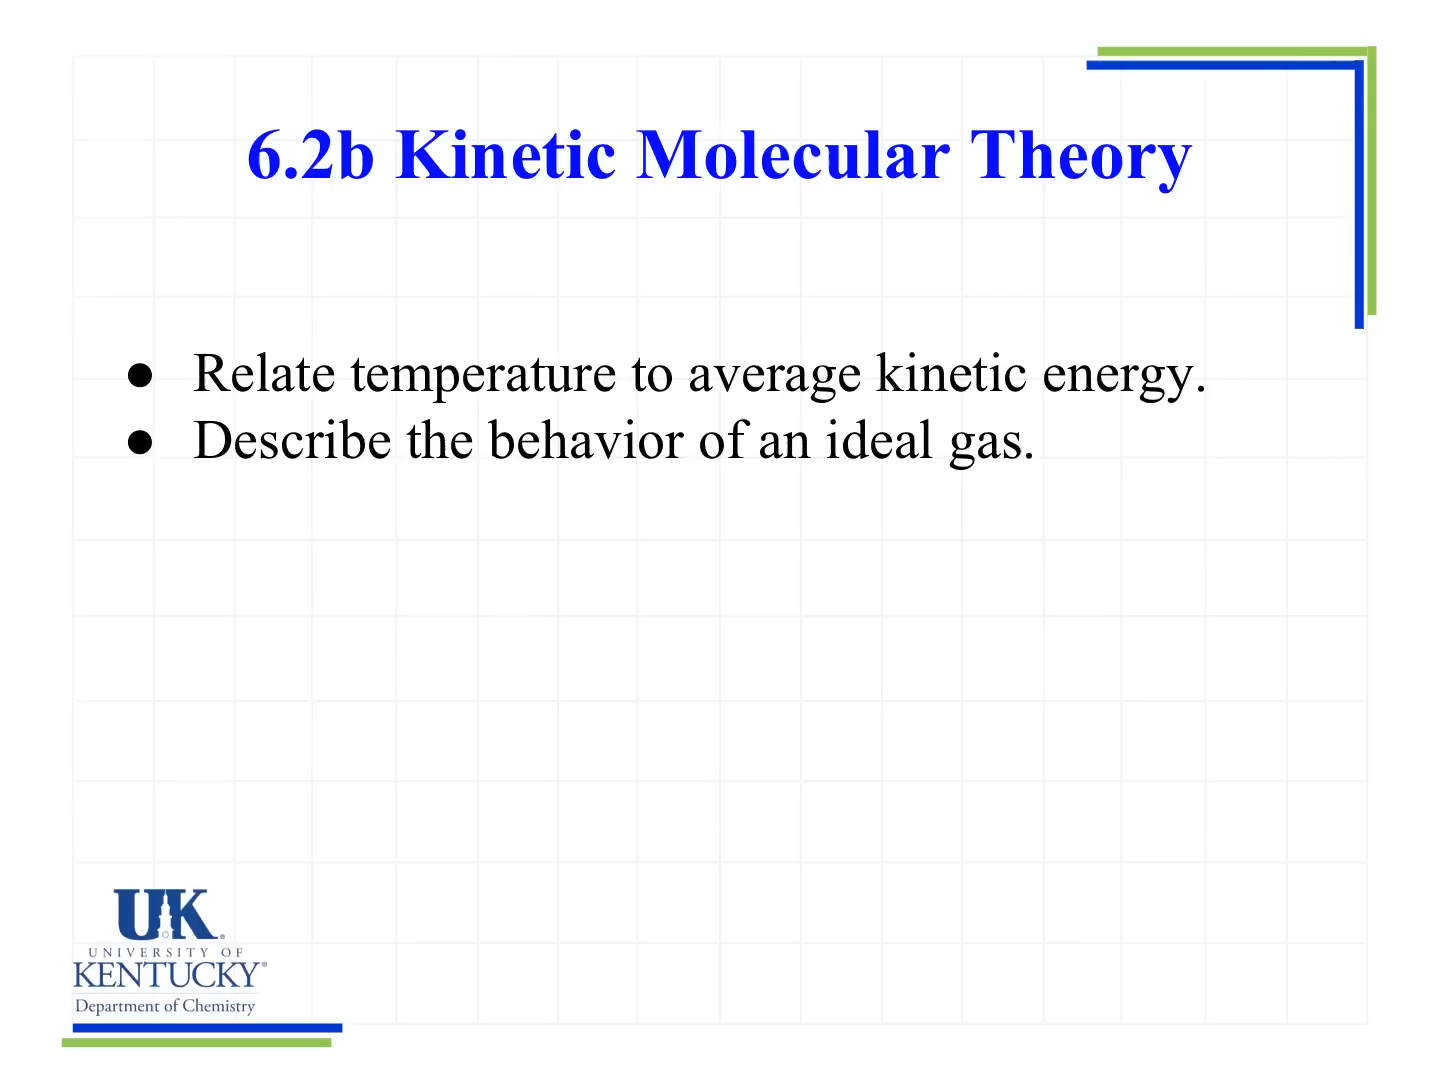 6.2b Kinetic Molecular Theory
● Relate temperature to average kinetic energy.
● Describe the behavior of an ideal gas.
UK®
UNIVERSITY OF
KENTUCKY®
Department of Chemistry